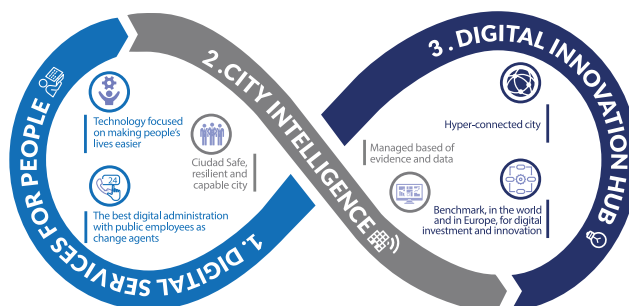 1. DIGITAL SERVICES FOR PEOPLE
Technology focused
on making people's
lives easier
24
The best digital administration
with public employees as
change agents
2. CITY INTELLIGENCE
Ciudad Safe,
resilient and
capable city
Managed based of
evidence and data
3. DIGITAL INNOVATION HUB
Hyper-connected city
Benchmark, in the world
and in Europe, for digital
investment and innovation